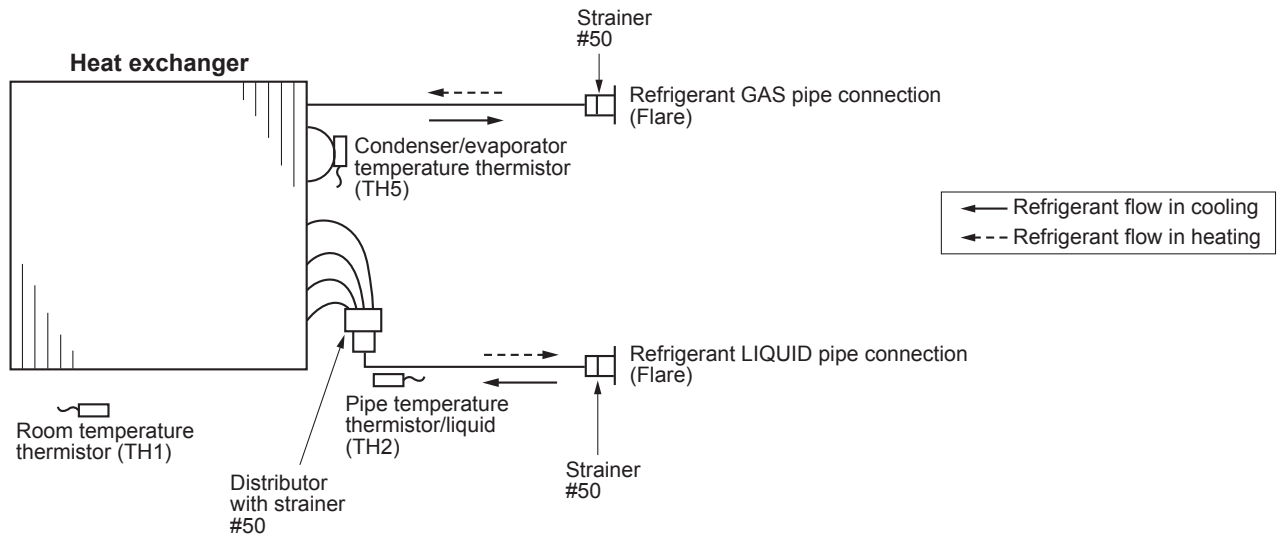 Strainer
#50
Heat exchanger
Refrigerant GAS pipe connection
(Flare)
Condenser/evaporator
temperature thermistor
(TH5)
Refrigerant flow in cooling
Refrigerant flow in heating
Refrigerant LIQUID pipe connection
(Flare)
Pipe temperature
thermistor/liquid
(TH2)
Room temperature
thermistor (TH1)
Strainer
#50
Distributor
with strainer
#50